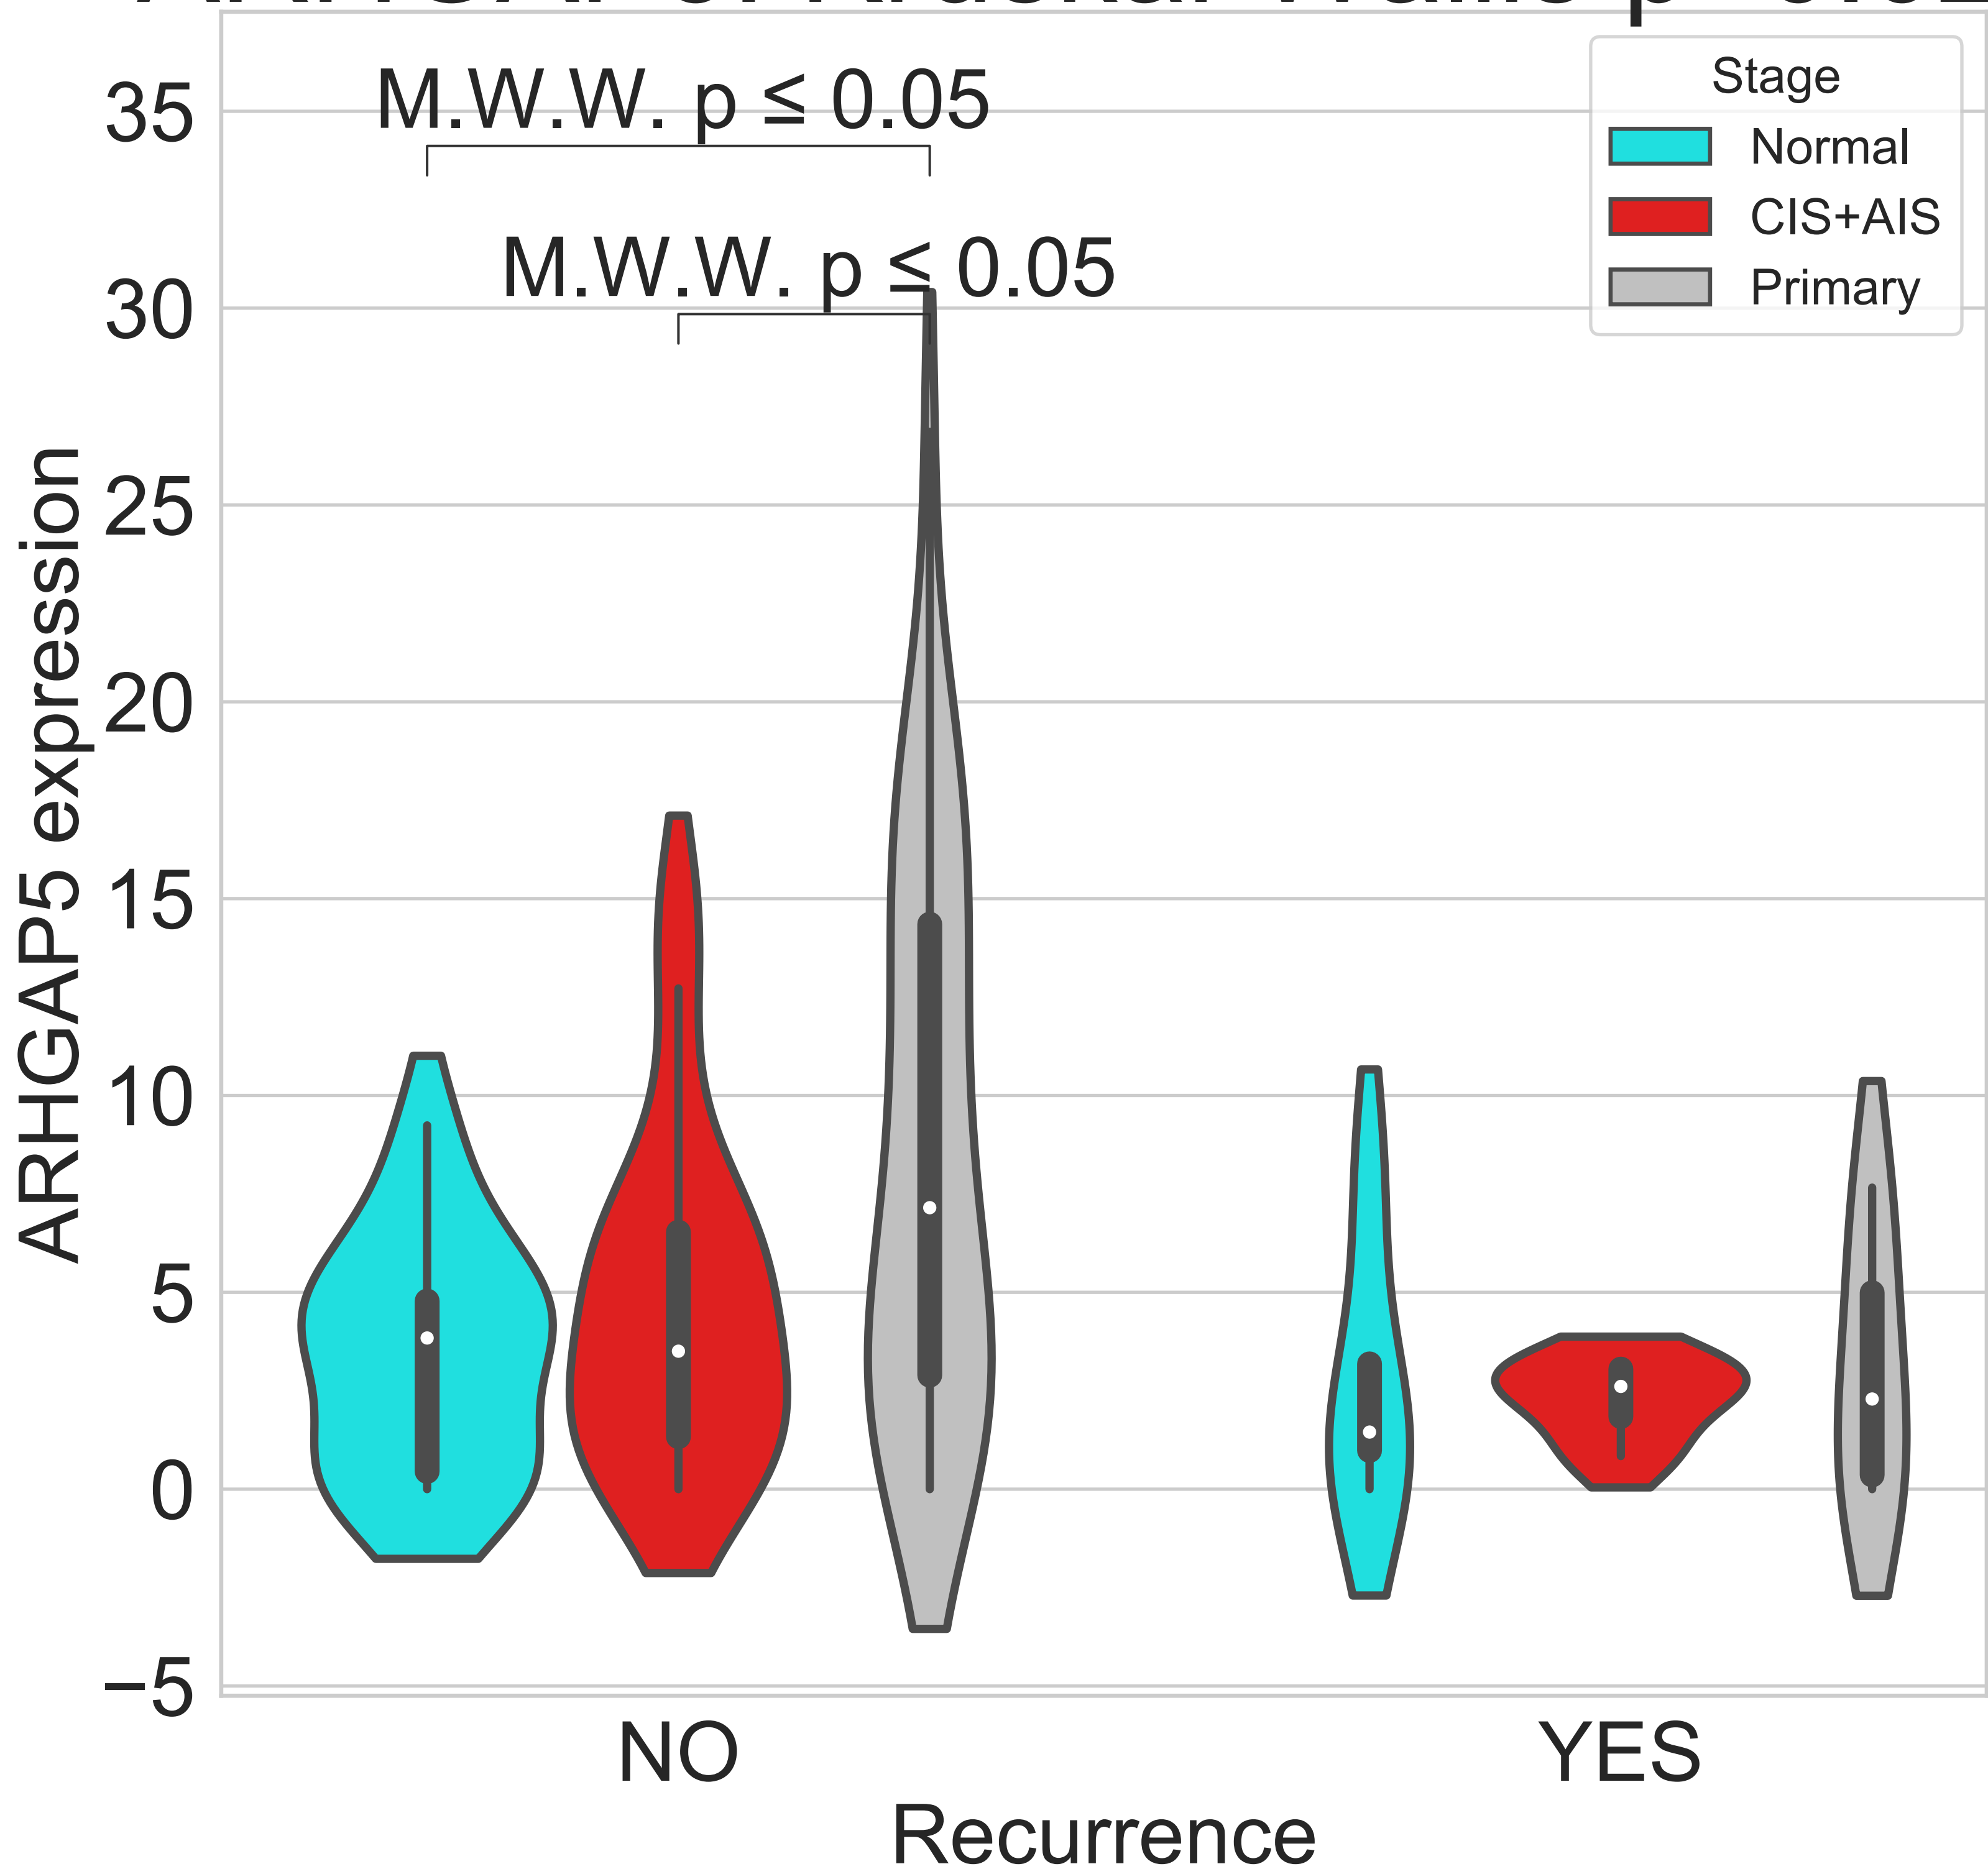 M.W.W. p ≤ 0.05
M.W.W. p ≤ 0.05
Stage
Normal
CIS+AIS
Primary
35
30
25
20
15
10
5
0
−5
ARHGAP5 expression
NO
YES
Recurrence